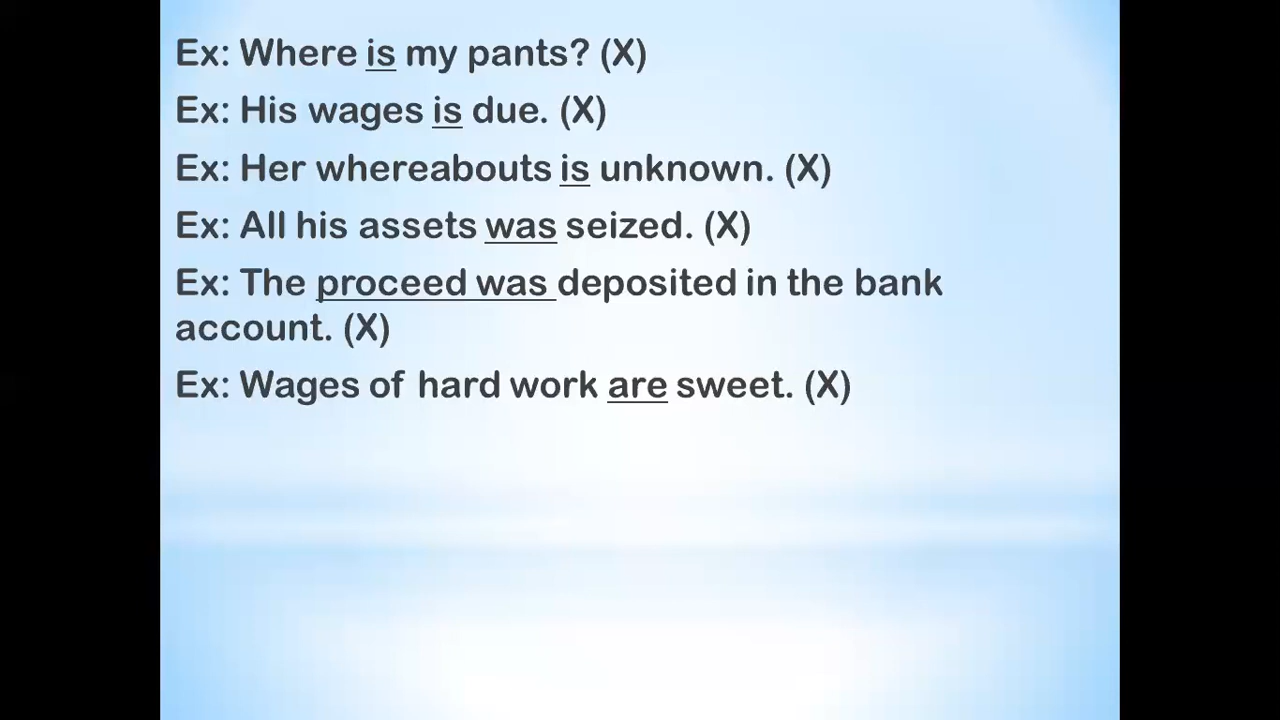 Ex: Where is my pants? (X)
Ex: His wages is due. (X)
Ex: Her whereabouts is unknown. (X)
Ex: All his assets was seized. (X)
Ex: The proceed was deposited in the bank
account. (X)
Ex: Wages of hard work are sweet. (X)